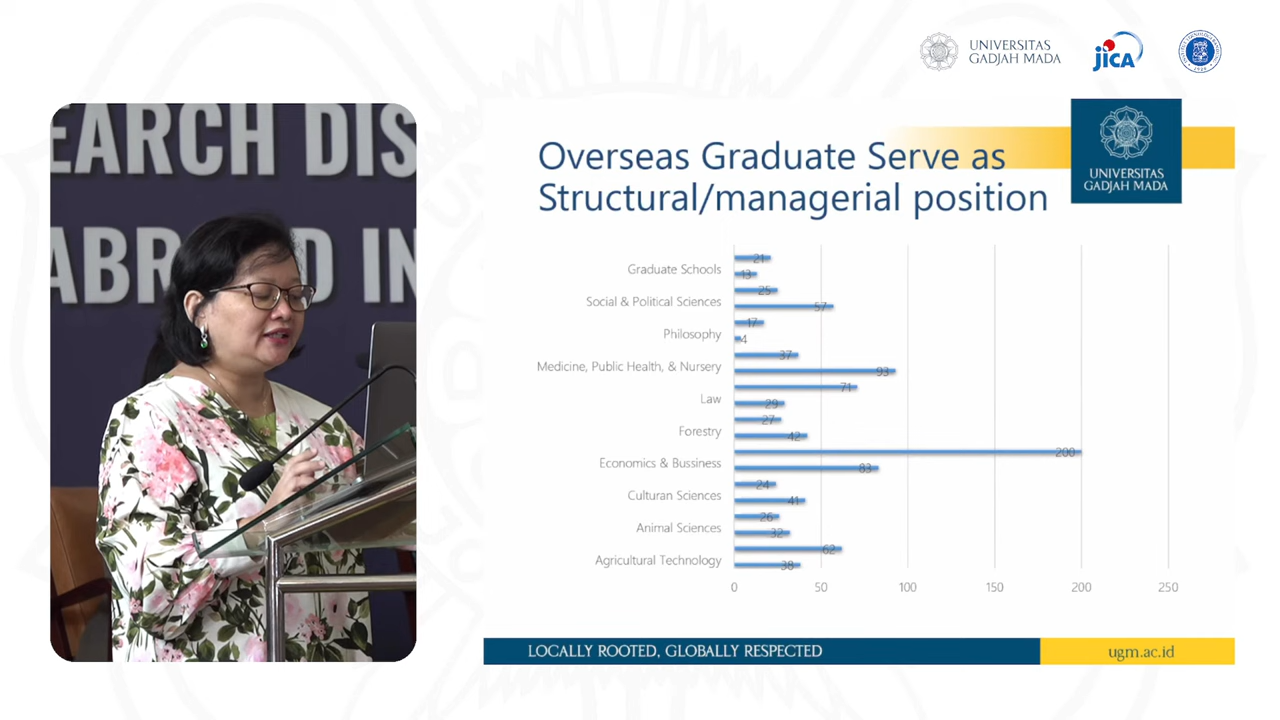 UNIVERSITAS
GADJAH MADA
JICA
EARCH DIS
ABR D IN
Overseas Graduate Serve as
Structural/managerial position
UNIVERSITAS
GADJAH MADA
21
Graduate Schools
13
25
Social & Political Sciences
57
17
Philosophy
4
37
Medicine, Public Health, & Nursery
93
71
Law
29
27
Forestry
42
200
Economics & Bussiness
83
24
Culturan Sciences
41
26
Animal Sciences
32
62
Agricultural Technology
38
0 50 100 150 200 250
LOCALLY ROOTED, GLOBALLY RESPECTED
ugm.ac.id